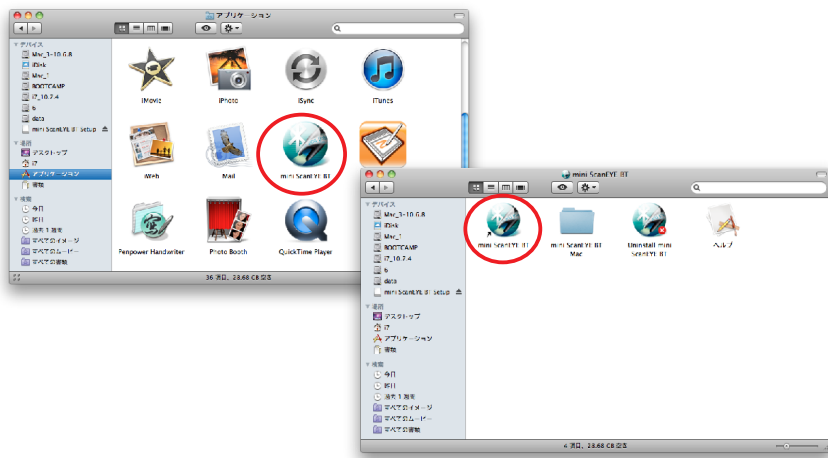 アプリケーション
デバイス
Mac_3-10.6.8
iDisk
Mac_1
BOOTCAMP
i7_10.7.4
6
data
mini ScanEYE BT Setup
場所
デスクトップ
i7
アプリケーション
書類
検索
今日
昨日
過去 1 週間
すべてのイメージ
すべてのムービー
すべての書類
iMovie
iPhoto
iSync
iTunes
iWeb
Mail
mini ScanEYE BT
Penpower Handwriter
Photo Booth
QuickTime Player
36 項目、28.68 GB 空き
mini ScanEYE BT
デバイス
Mac_3-10.6.8
iDisk
Mac_1
BOOTCAMP
i7_10.7.4
6
data
mini ScanEYE BT Setup
場所
デスクトップ
i7
アプリケーション
書類
検索
今日
昨日
過去 1 週間
すべてのイメージ
すべてのムービー
すべての書類
mini ScanEYE BT
mini ScanEYE BT
Mac
Uninstall mini
ScanEYE BT
ヘルプ
4 項目、28.68 GB 空き